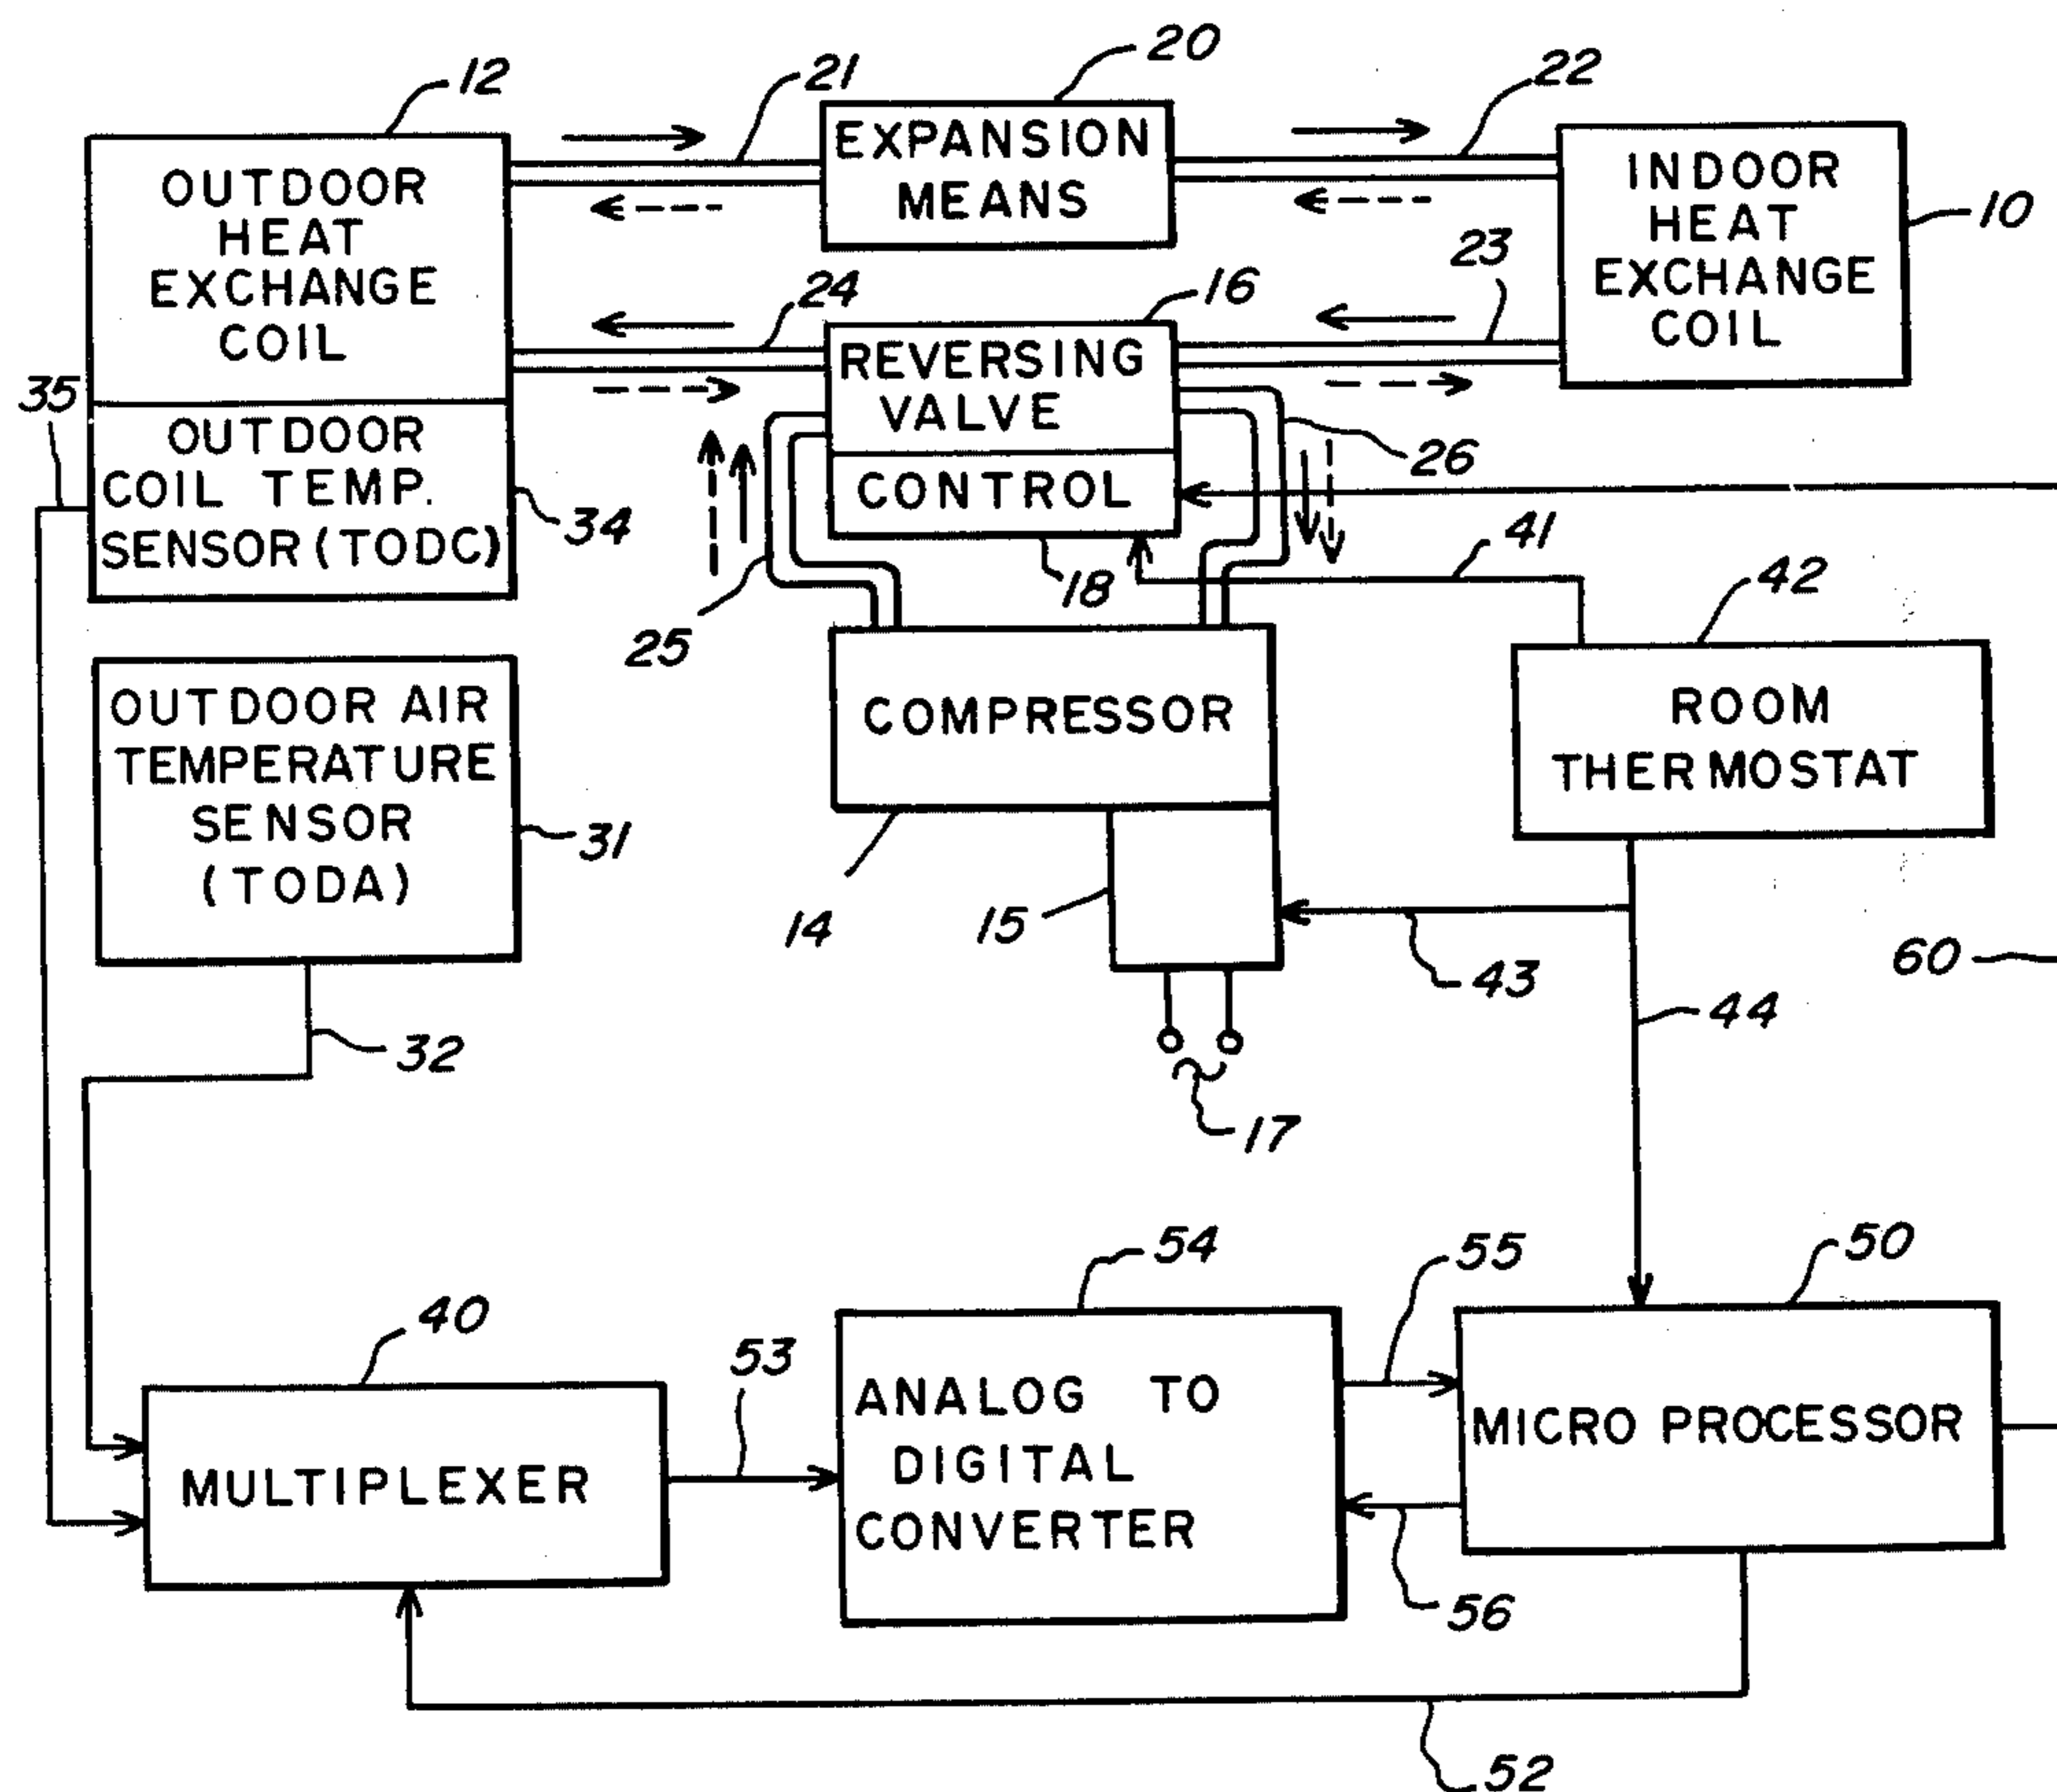 12
21
20
22
OUTDOOR
HEAT
EXCHANGE
COIL
EXPANSION
MEANS
INDOOR
HEAT
EXCHANGE
COIL
10
24
16
23
REVERSING
VALVE
CONTROL
35
OUTDOOR
COIL TEMP.
SENSOR (TODC)
34
26
25
18
41
42
OUTDOOR AIR
TEMPERATURE
SENSOR
(TODA)
31
COMPRESSOR
ROOM
THERMOSTAT
14
15
43
60
44
32
17
40
53
54
55
50
MULTIPLEXER
ANALOG TO
DIGITAL
CONVERTER
MICRO PROCESSOR
56
52